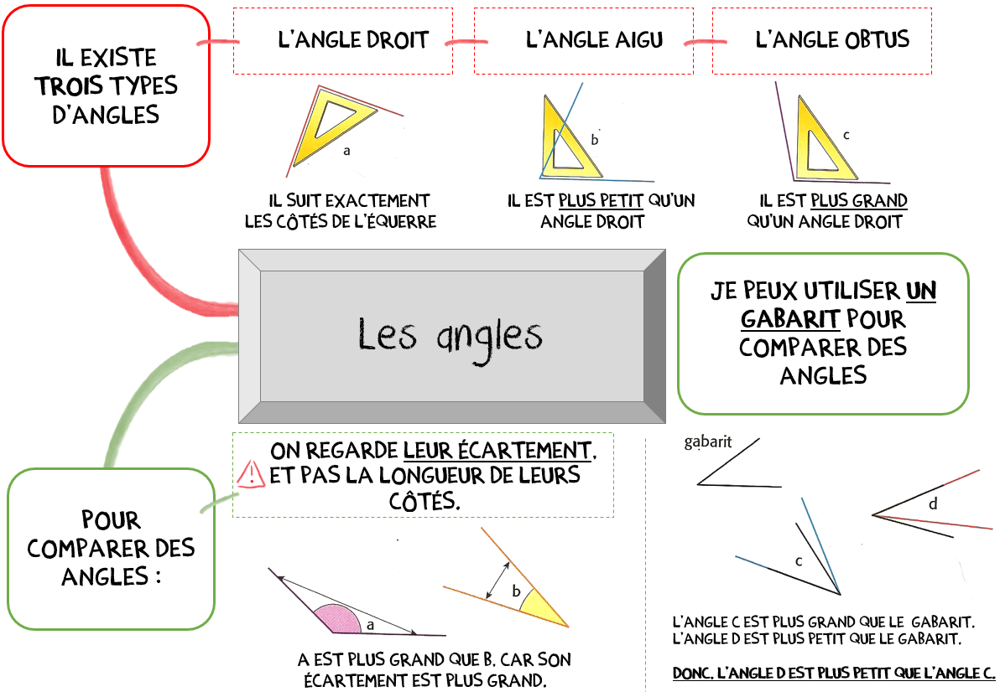 IL EXISTE
TROIS TYPES
D'ANGLES
L'ANGLE DROIT
L'ANGLE AIGU
L'ANGLE OBTUS
a
b
c
IL SUIT EXACTEMENT
LES CÔTÉS DE L'ÉQUERRE
IL EST PLUS PETIT QU'UN
ANGLE DROIT
IL EST PLUS GRAND
QU'UN ANGLE DROIT
Les angles
JE PEUX UTILISER UN
GABARIT POUR
COMPARER DES
ANGLES
POUR
COMPARER DES
ANGLES :
ON REGARDE LEUR ÉCARTEMENT,
ET PAS LA LONGUEUR DE LEURS
CÔTÉS.
a
b
A EST PLUS GRAND QUE B, CAR SON
ÉCARTEMENT EST PLUS GRAND.
gabarit
c
d
L'ANGLE C EST PLUS GRAND QUE LE GABARIT.
L'ANGLE D EST PLUS PETIT QUE LE GABARIT.
DONC, L'ANGLE D EST PLUS PETIT QUE L'ANGLE C.